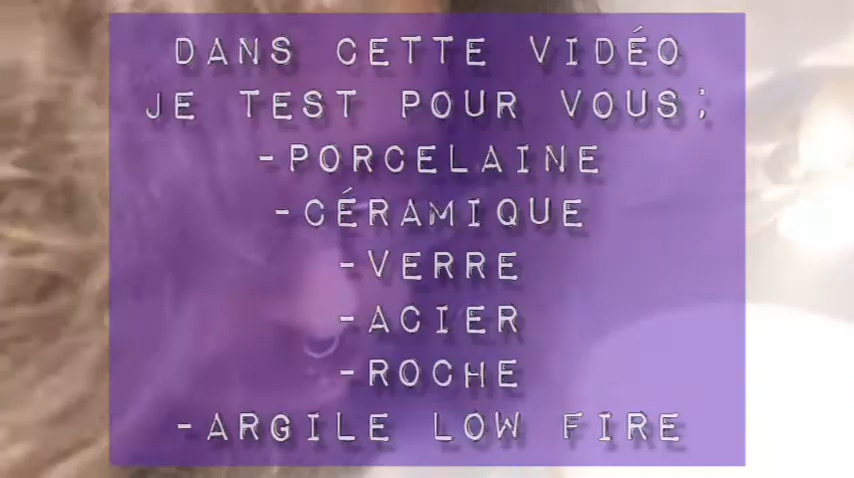 DANS CETTE VIDÉO
JE TEST POUR VOUS:
-PORCELAINE
-CÉRAMIQUE
-VERRE
-ACIER
-ROCHE
-ARGILE LOW FIRE